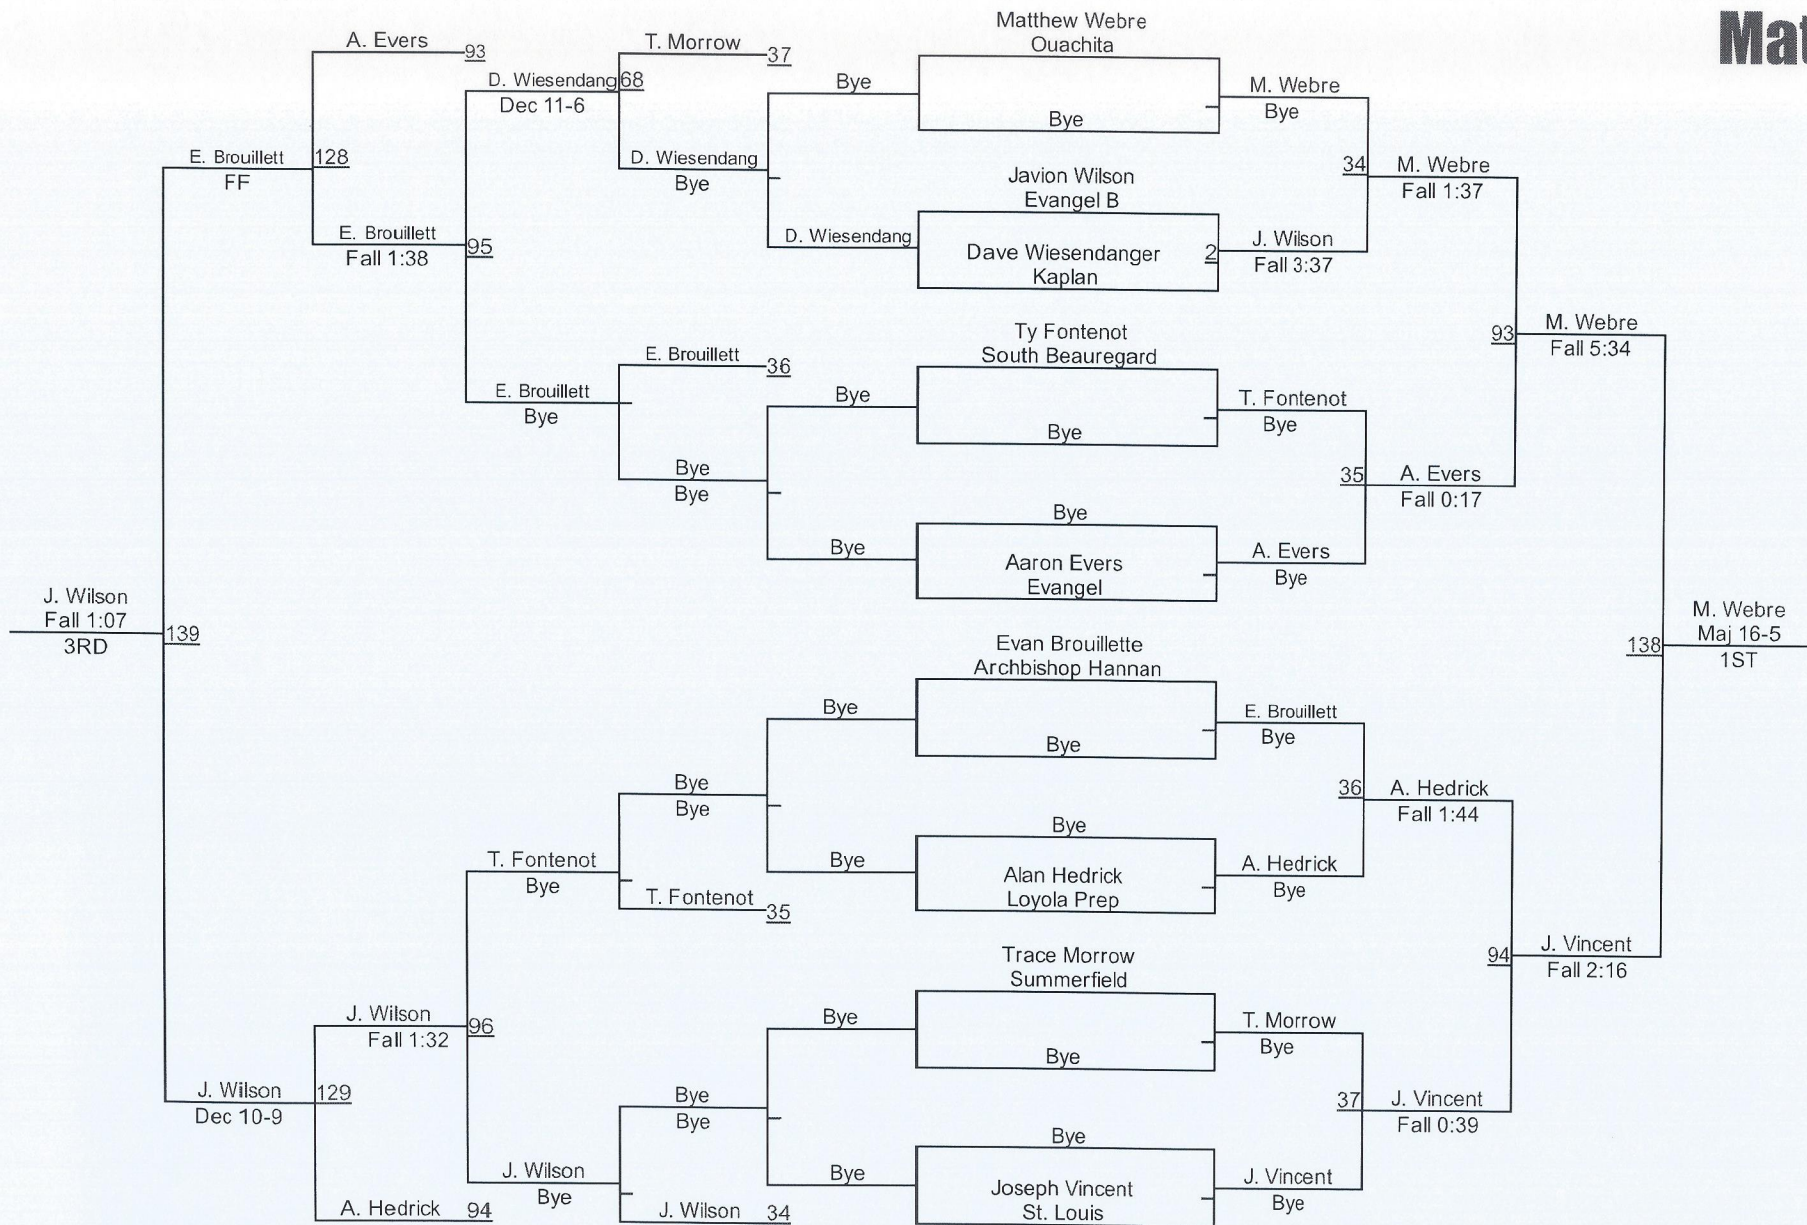 Mat
Matthew Webre
Ouachita
Bye
M. Webre
Bye
34
Javion Wilson
Evangel B
Dave Wiesendanger
Kaplan
2
J. Wilson
Fall 3:37
M. Webre
Fall 1:37
93
Ty Fontenot
South Beauregard
Bye
T. Fontenot
Bye
35
Bye
Aaron Evers
Evangel
A. Evers
Bye
A. Evers
Fall 0:17
M. Webre
Fall 5:34
138
M. Webre
Maj 16-5
1ST
Evan Brouillette
Archbishop Hannan
Bye
E. Brouillett
Bye
36
Bye
Alan Hedrick
Loyola Prep
A. Hedrick
Bye
A. Hedrick
Fall 1:44
94
Trace Morrow
Summerfield
Bye
T. Morrow
Bye
37
Bye
Joseph Vincent
St. Louis
J. Vincent
Bye
J. Vincent
Fall 0:39
J. Vincent
Fall 2:16
A. Evers
93
T. Morrow
37
D. Wiesendang
68
Dec 11-6
Bye
D. Wiesendang
Bye
D. Wiesendang
E. Brouillett
FF
128
E. Brouillett
Fall 1:38
95
E. Brouillett
36
E. Brouillett
Bye
Bye
Bye
Bye
Bye
J. Wilson
Fall 1:07
3RD
139
Bye
Bye
Bye
Bye
T. Fontenot
Bye
T. Fontenot
35
J. Wilson
Fall 1:32
96
Bye
J. Wilson
Dec 10-9
129
Bye
Bye
Bye
J. Wilson
Bye
A. Hedrick
94
J. Wilson
34